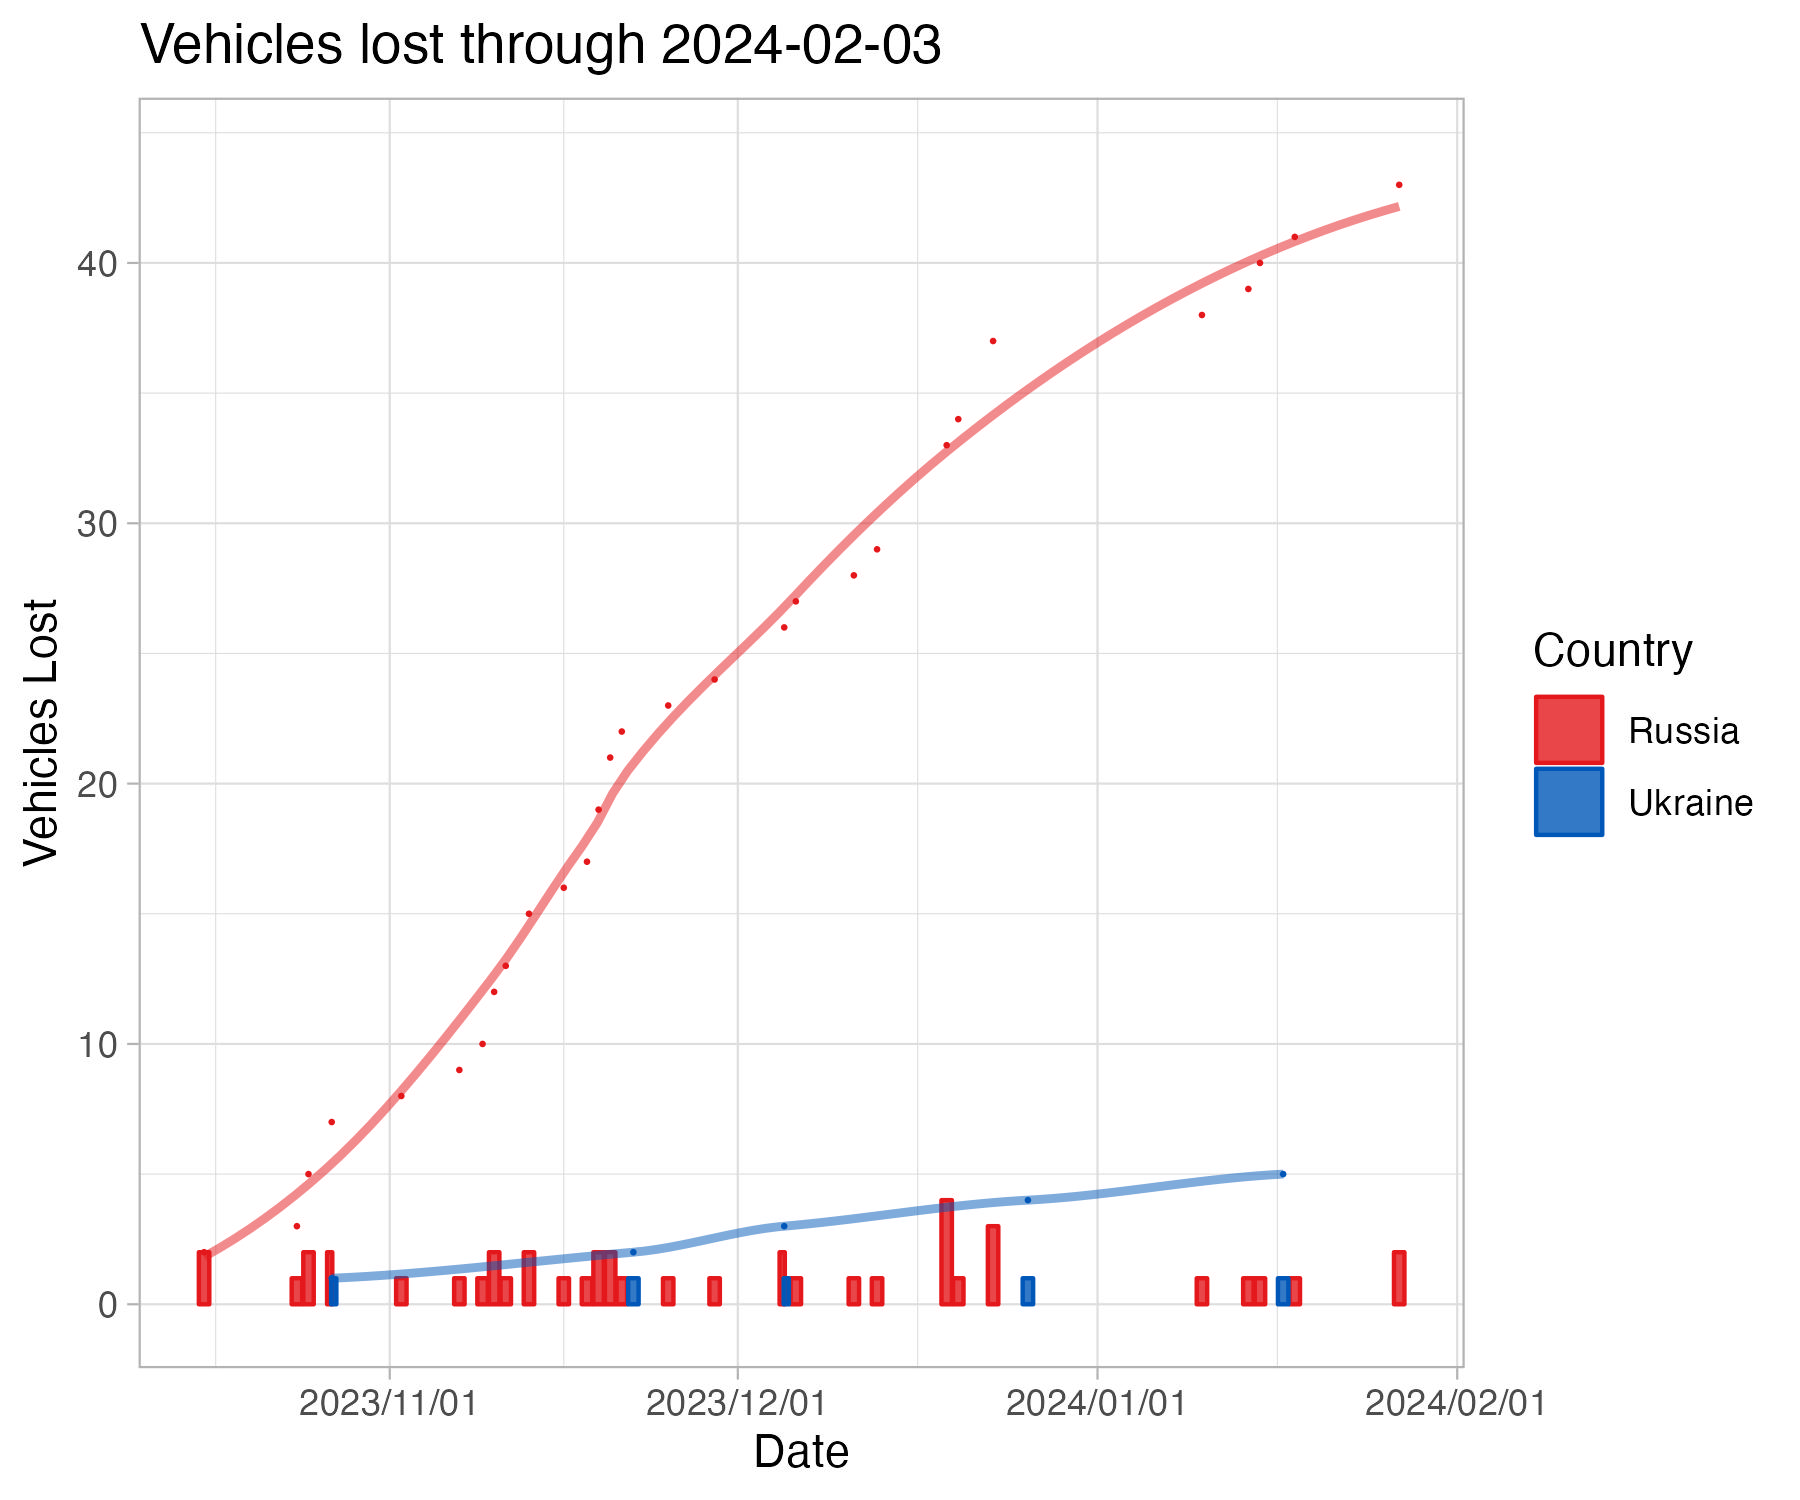 Vehicles lost through 2024-02-03
Vehicles Lost
40
30
20
10
0
2023/11/01
2023/12/01
2024/01/01
2024/02/01
Date
Country
Russia
Ukraine